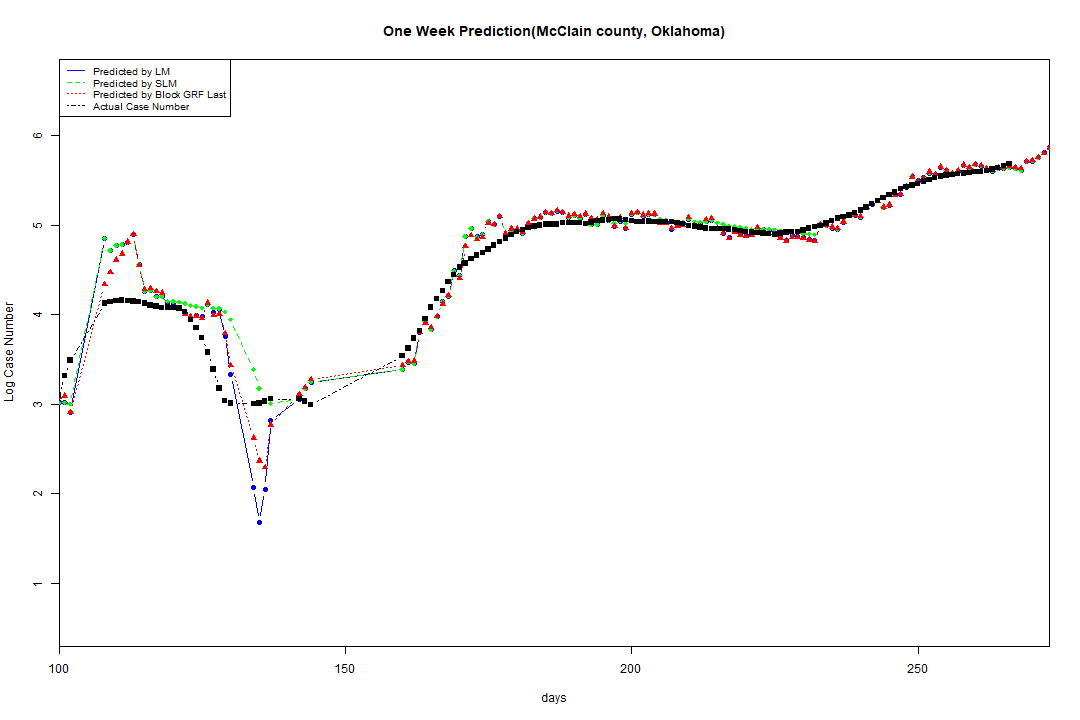 One Week Prediction(McClain county, Oklahoma)
Predicted by LM
Predicted by SLM
Predicted by Block GRF Last
Actual Case Number
6
5
4
3
2
1
Log Case Number
100 150 200 250
days